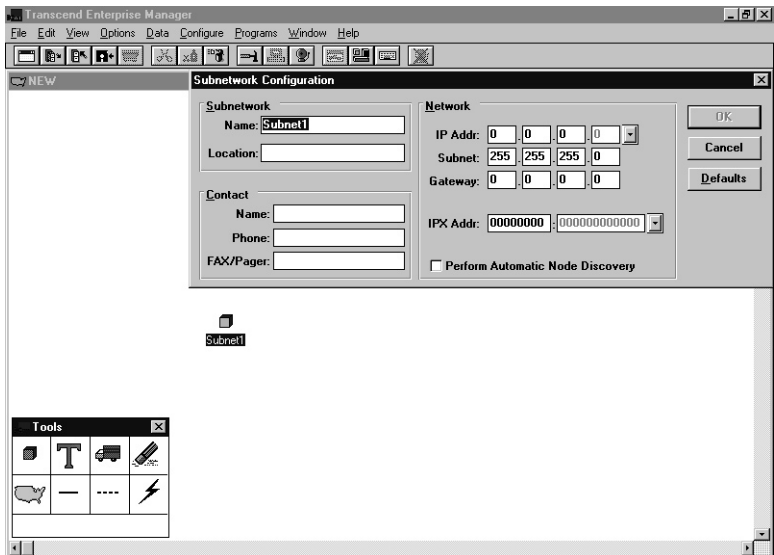 Transcend Enterprise Manager
File Edit View Options Data Configure Programs Window Help
NEW
Subnetwork Configuration
Subnetwork
Name: Subnet1
Location:
Contact
Name:
Phone:
FAX/Pager:
Network
IP Addr: 0 .0 .0 .0
Subnet: 255 .255 .255 .0
Gateway: 0 .0 .0 .0
IPX Addr: 00000000 :000000000000
Perform Automatic Node Discovery
OK
Cancel
Defaults
Subnet1
Tools
T